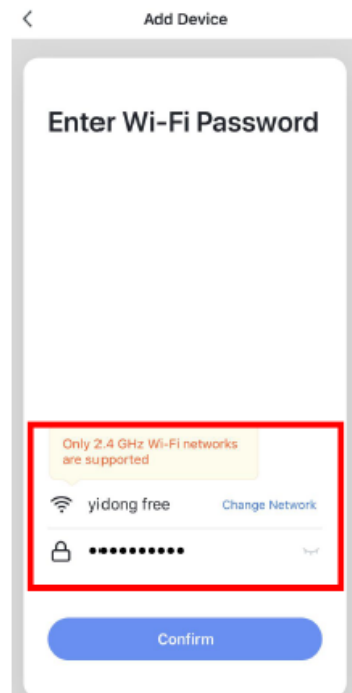 Add Device
Enter Wi-Fi Password
Only 2.4 GHz Wi-Fi networks
are supported
yidong free Change Network
••••••••••
Confirm